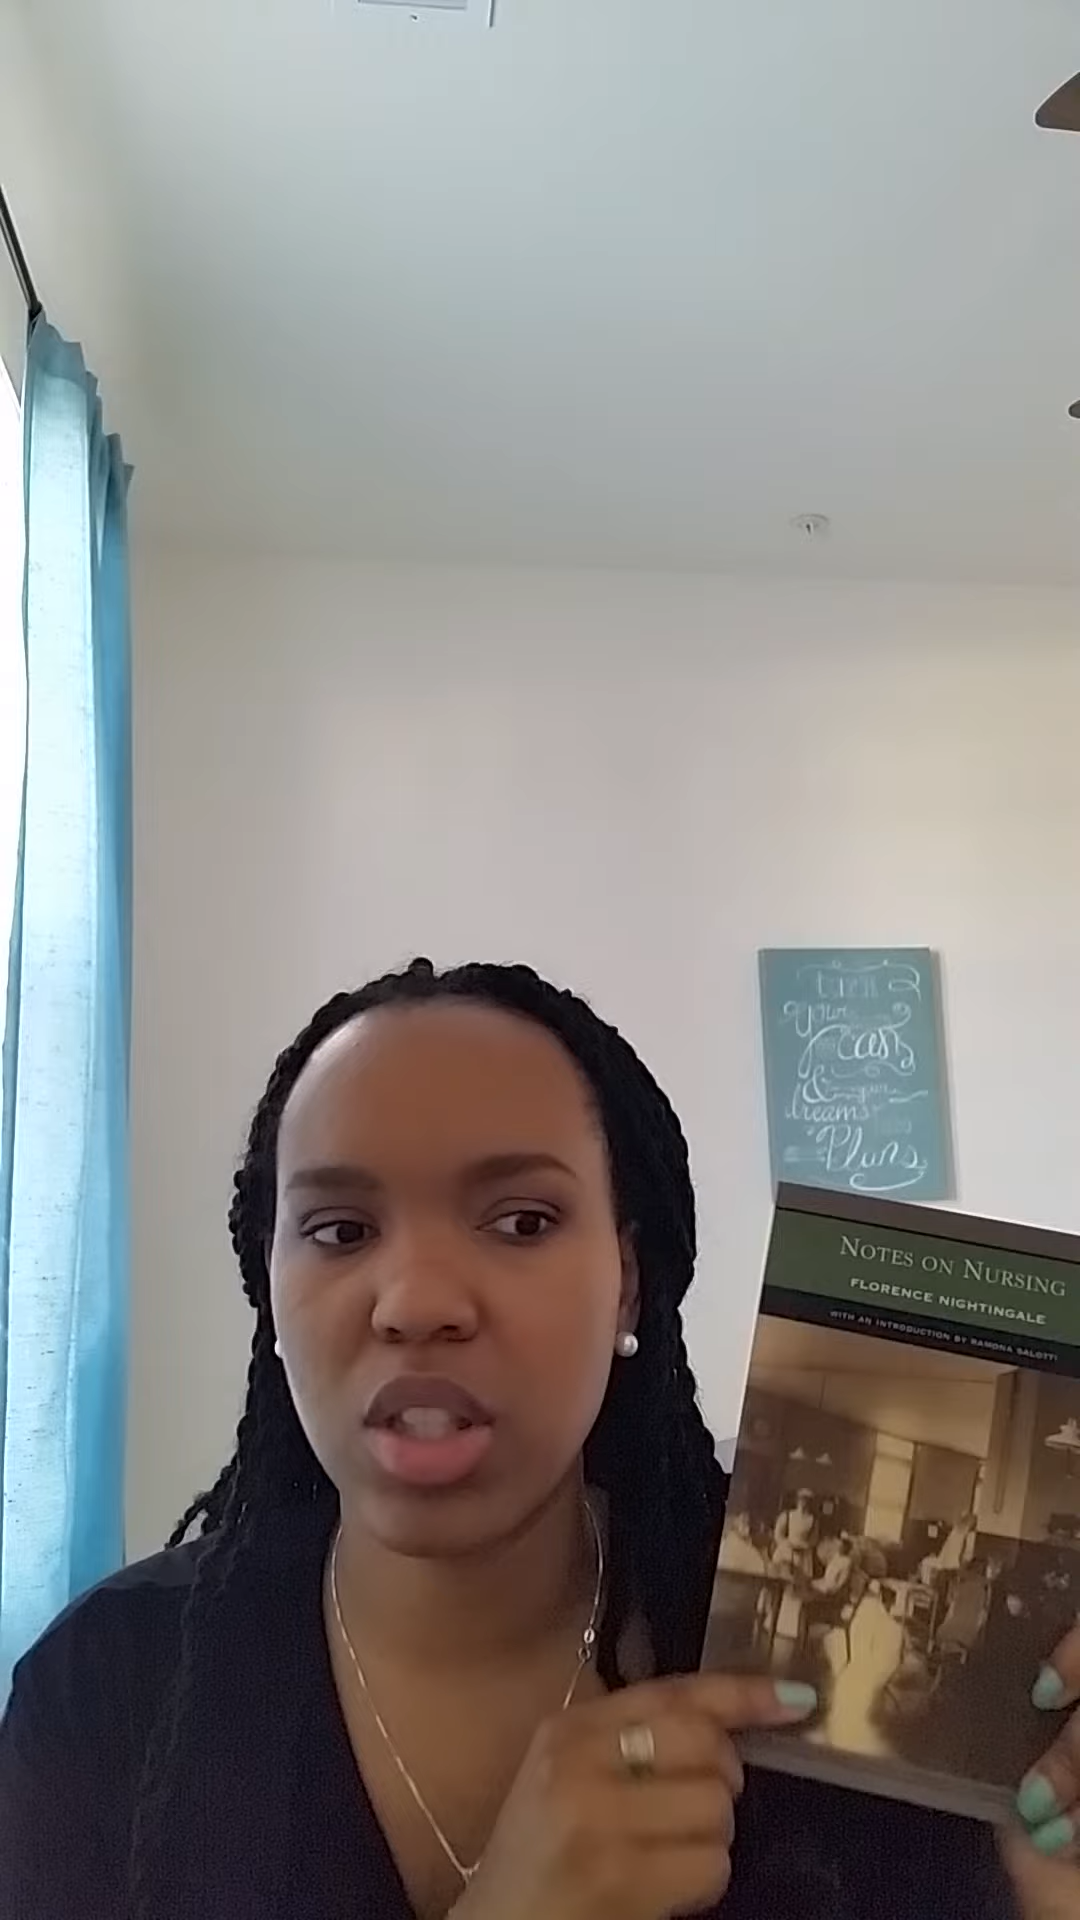 Your
&
dreams
Plans
NOTES ON NURSING
FLORENCE NIGHTINGALE
WITH AN INTRODUCTION BY RAMONA SALOTTI